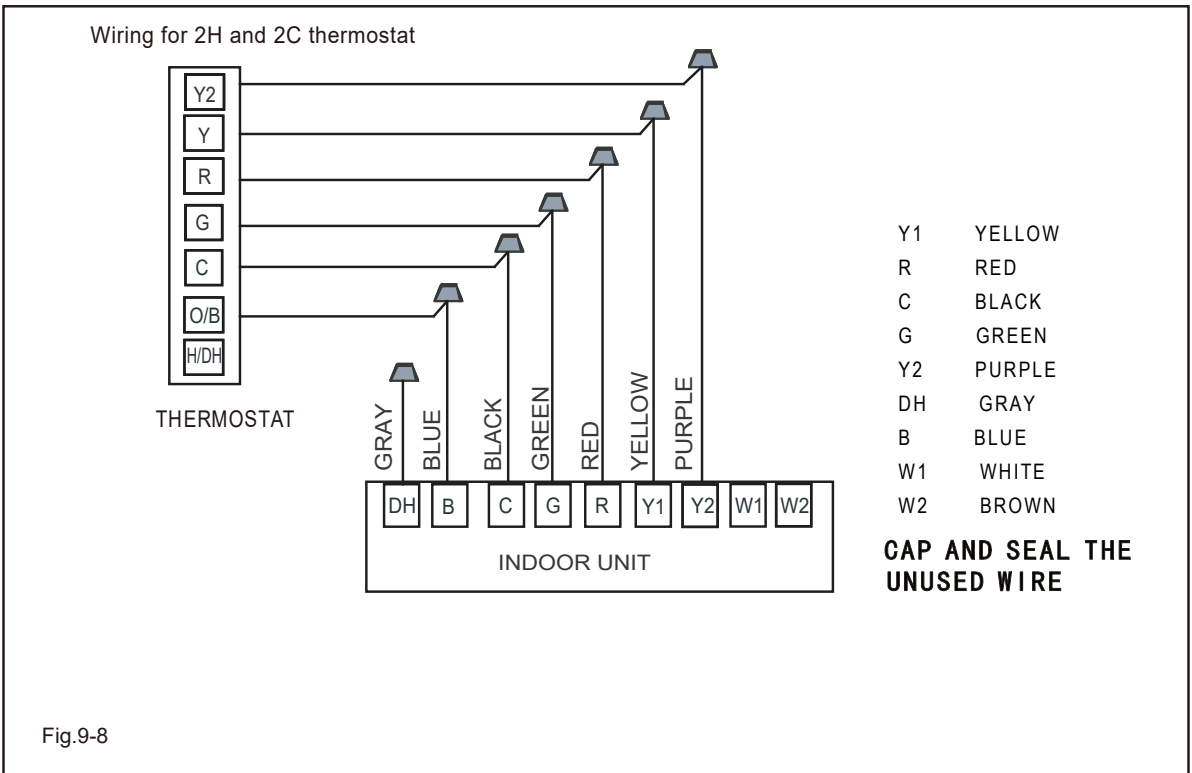 Wiring for 2H and 2C thermostat
Y2
Y
R
G
C
O/B
H/DH
THERMOSTAT
GRAY
BLUE
BLACK
GREEN
RED
YELLOW
PURPLE
DH B C G R Y1 Y2 W1 W2
INDOOR UNIT
Y1 YELLOW
R RED
C BLACK
G GREEN
Y2 PURPLE
DH GRAY
B BLUE
W1 WHITE
W2 BROWN
CAP AND SEAL THE
UNUSED WIRE
Fig.9-8